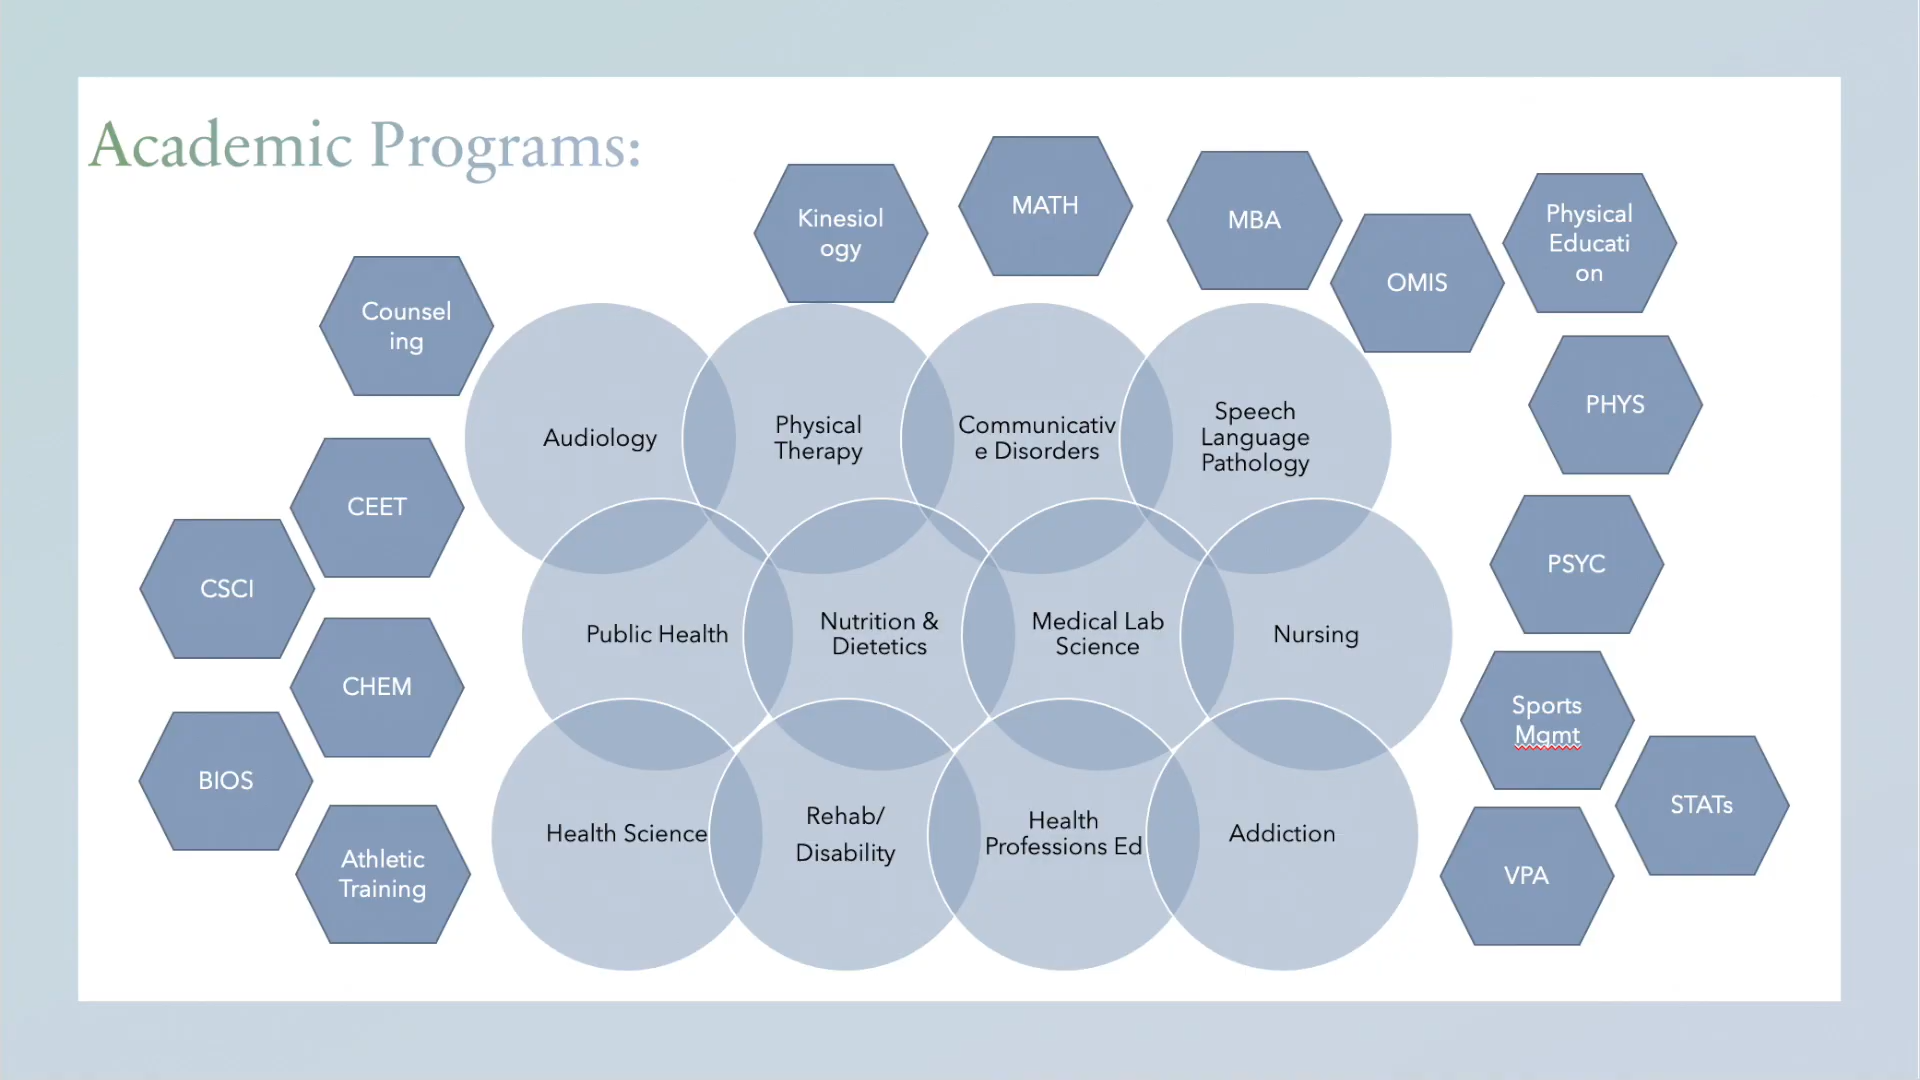 Academic Programs:
Kinesiol
ogy
MATH
MBA
OMIS
Physical
Educati
on
Counsel
ing
PHYS
Audiology
Physical
Therapy
Communicativ
e Disorders
Speech
Language
Pathology
CEET
CSCI
PSYC
Public Health
Nutrition &
Dietetics
Medical Lab
Science
Nursing
CHEM
Sports
Mgmt
BIOS
STATs
Health Science
Rehab/
Disability
Health
Professions Ed
Addiction
Athletic
Training
VPA